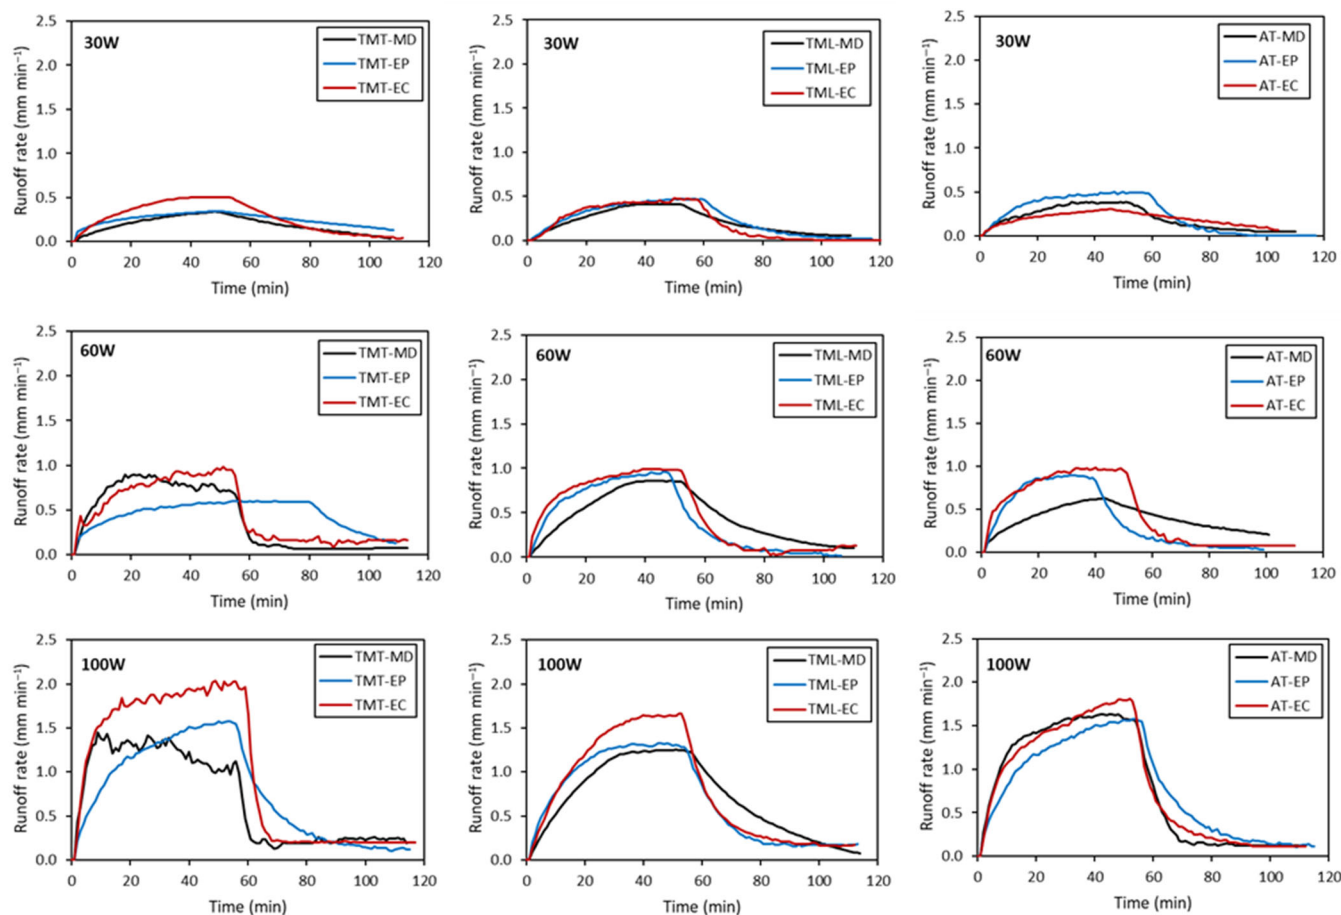 30W
TMT-MD
TMT-EP
TMT-EC
Runoff rate (mm min⁻¹)
2.5
2.0
1.5
1.0
0.5
0.0
0 20 40 60 80 100 120
Time (min)
30W
TML-MD
TML-EP
TML-EC
Runoff rate (mm min⁻¹)
2.5
2.0
1.5
1.0
0.5
0.0
0 20 40 60 80 100 120
Time (min)
30W
AT-MD
AT-EP
AT-EC
Runoff rate (mm min⁻¹)
2.5
2.0
1.5
1.0
0.5
0.0
0 20 40 60 80 100 120
Time (min)
60W
TMT-MD
TMT-EP
TMT-EC
Runoff rate (mm min⁻¹)
2.5
2.0
1.5
1.0
0.5
0.0
0 20 40 60 80 100 120
Time (min)
60W
TML-MD
TML-EP
TML-EC
Runoff rate (mm min⁻¹)
2.5
2.0
1.5
1.0
0.5
0.0
0 20 40 60 80 100 120
Time (min)
60W
AT-MD
AT-EP
AT-EC
Runoff rate (mm min⁻¹)
2.5
2.0
1.5
1.0
0.5
0.0
0 20 40 60 80 100 120
Time (min)
100W
TMT-MD
TMT-EP
TMT-EC
Runoff rate (mm min⁻¹)
2.5
2.0
1.5
1.0
0.5
0.0
0 20 40 60 80 100 120
Time (min)
100W
TML-MD
TML-EP
TML-EC
Runoff rate (mm min⁻¹)
2.5
2.0
1.5
1.0
0.5
0.0
0 20 40 60 80 100 120
Time (min)
100W
AT-MD
AT-EP
AT-EC
Runoff rate (mm min⁻¹)
2.5
2.0
1.5
1.0
0.5
0.0
0 20 40 60 80 100 120
Time (min)